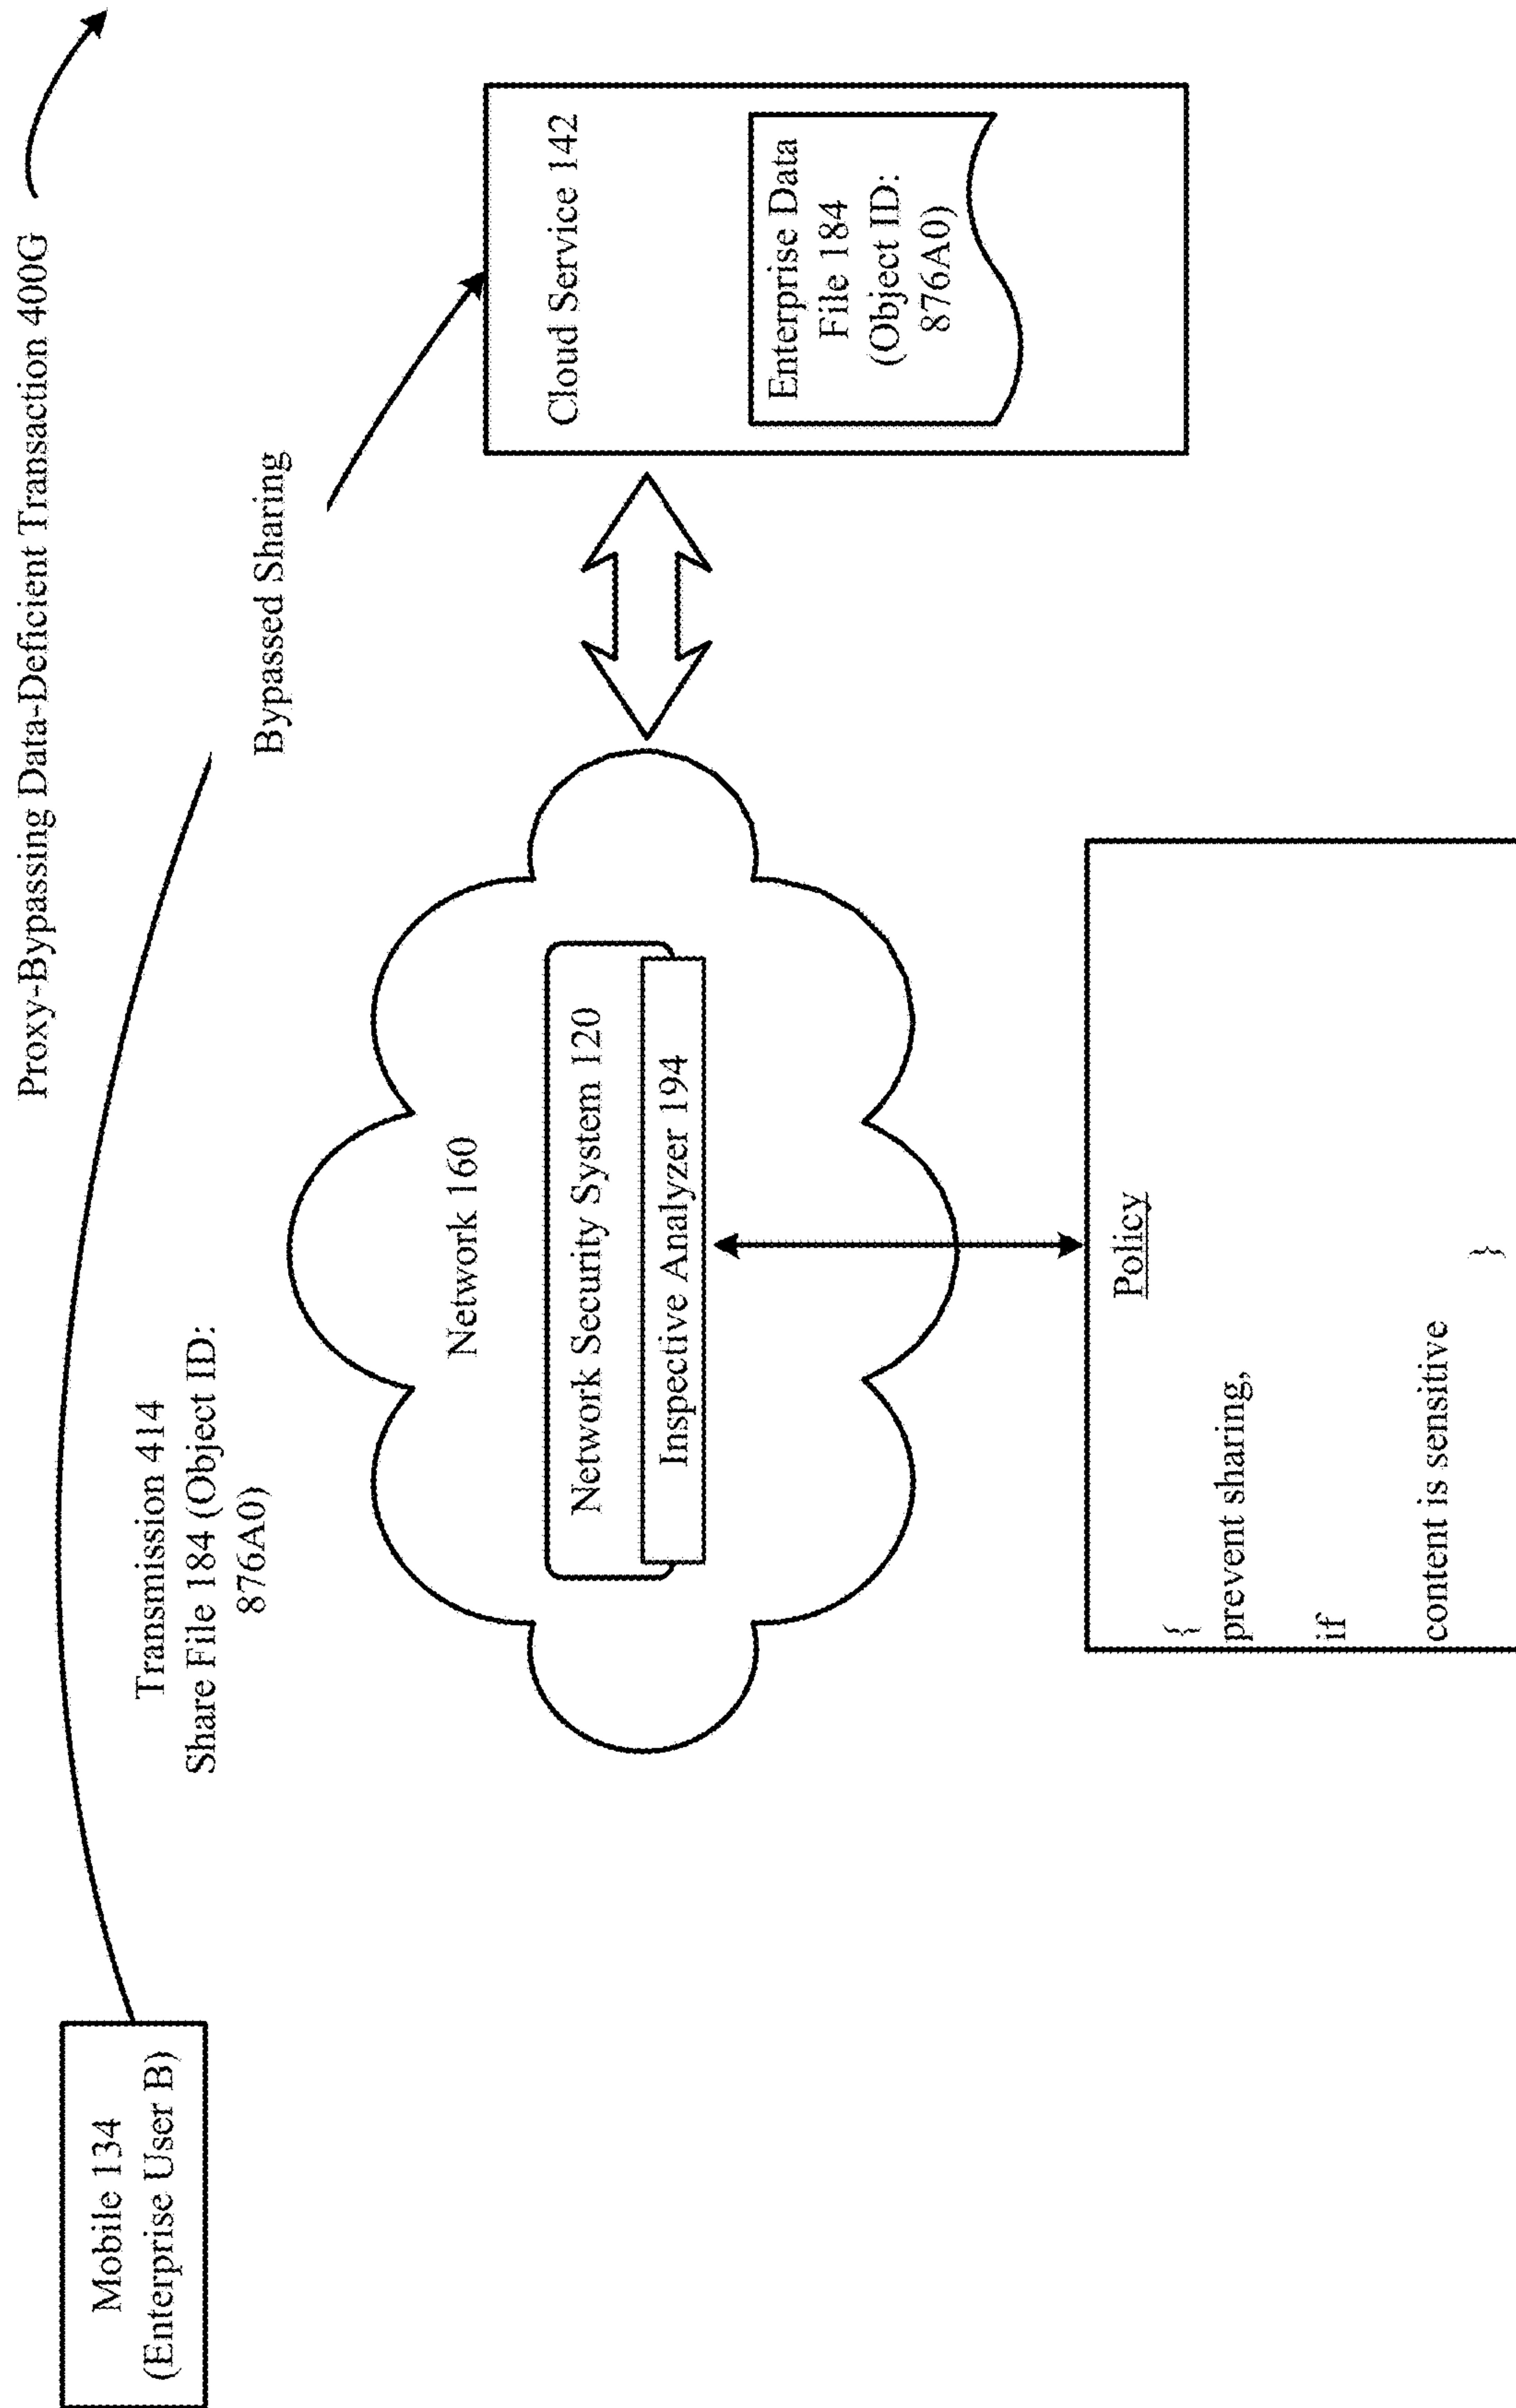 Proxy-Bypassing Data-Deficient Transaction 400G
Mobile 134
(Enterprise User B)
Transmission 414
Share File 184 (Object ID:
876A0)
Bypassed Sharing
Network 160
Network Security System 120
Inspective Analyzer 194
Cloud Service 142
Enterprise Data
File 184
(Object ID:
876A0)
Policy
{
prevent sharing,
if
content is sensitive
}